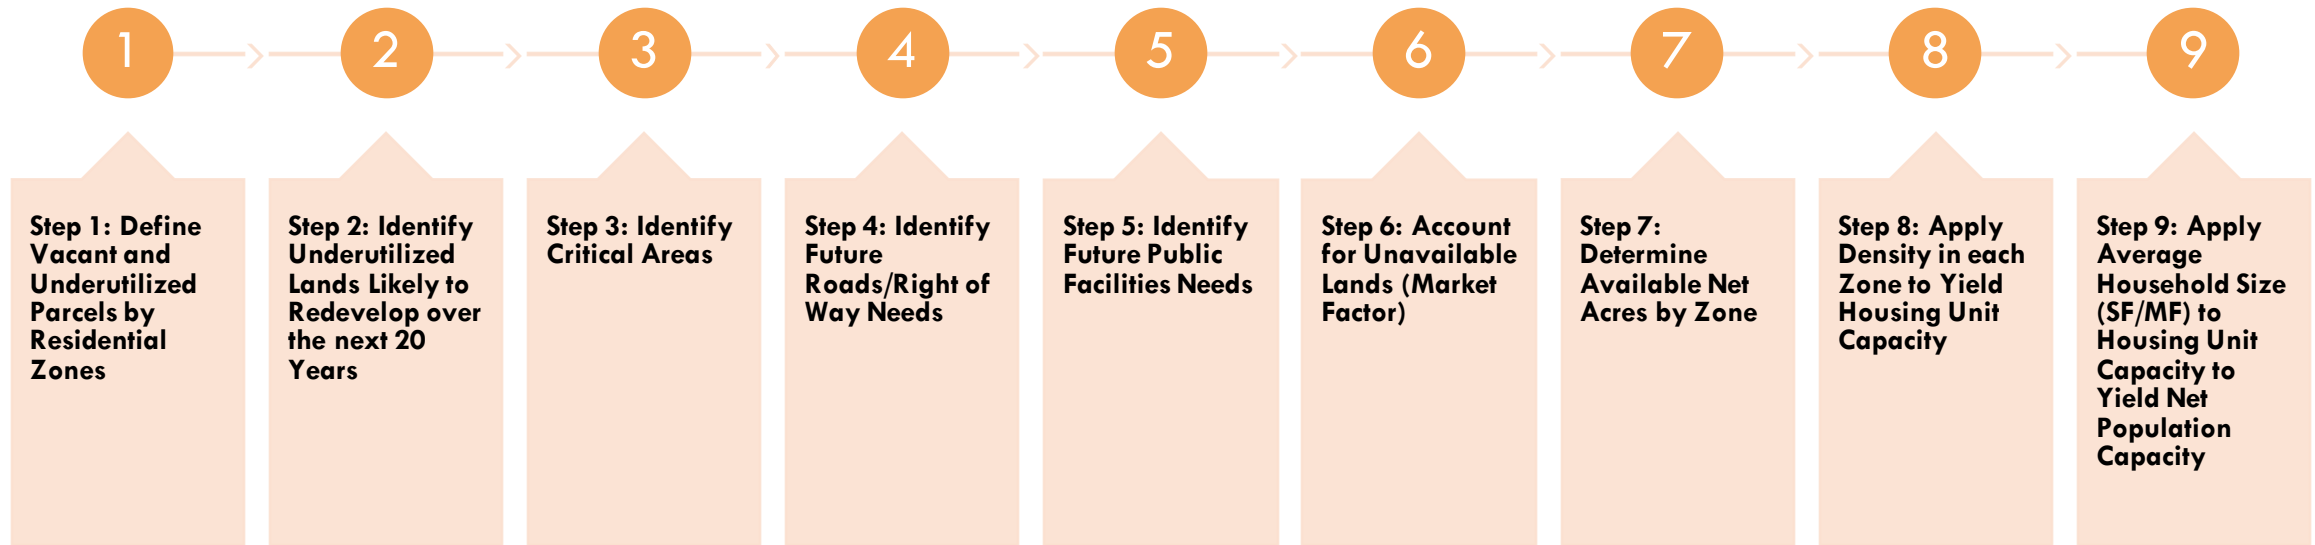 1
2
3
4
5
6
7
8
9
Step 1: Define
Vacant and
Underutilized
Parcels by
Residential
Zones
Step 2: Identify
Underutilized
Lands Likely to
Redevelop over
the next 20
Years
Step 3: Identify
Critical Areas
Step 4: Identify
Future
Roads/Right of
Way Needs
Step 5: Identify
Future Public
Facilities Needs
Step 6: Account
for Unavailable
Lands (Market
Factor)
Step 7:
Determine
Available Net
Acres by Zone
Step 8: Apply
Density in each
Zone to Yield
Housing Unit
Capacity
Step 9: Apply
Average
Household Size
(SF/MF) to
Housing Unit
Capacity to
Yield Net
Population
Capacity